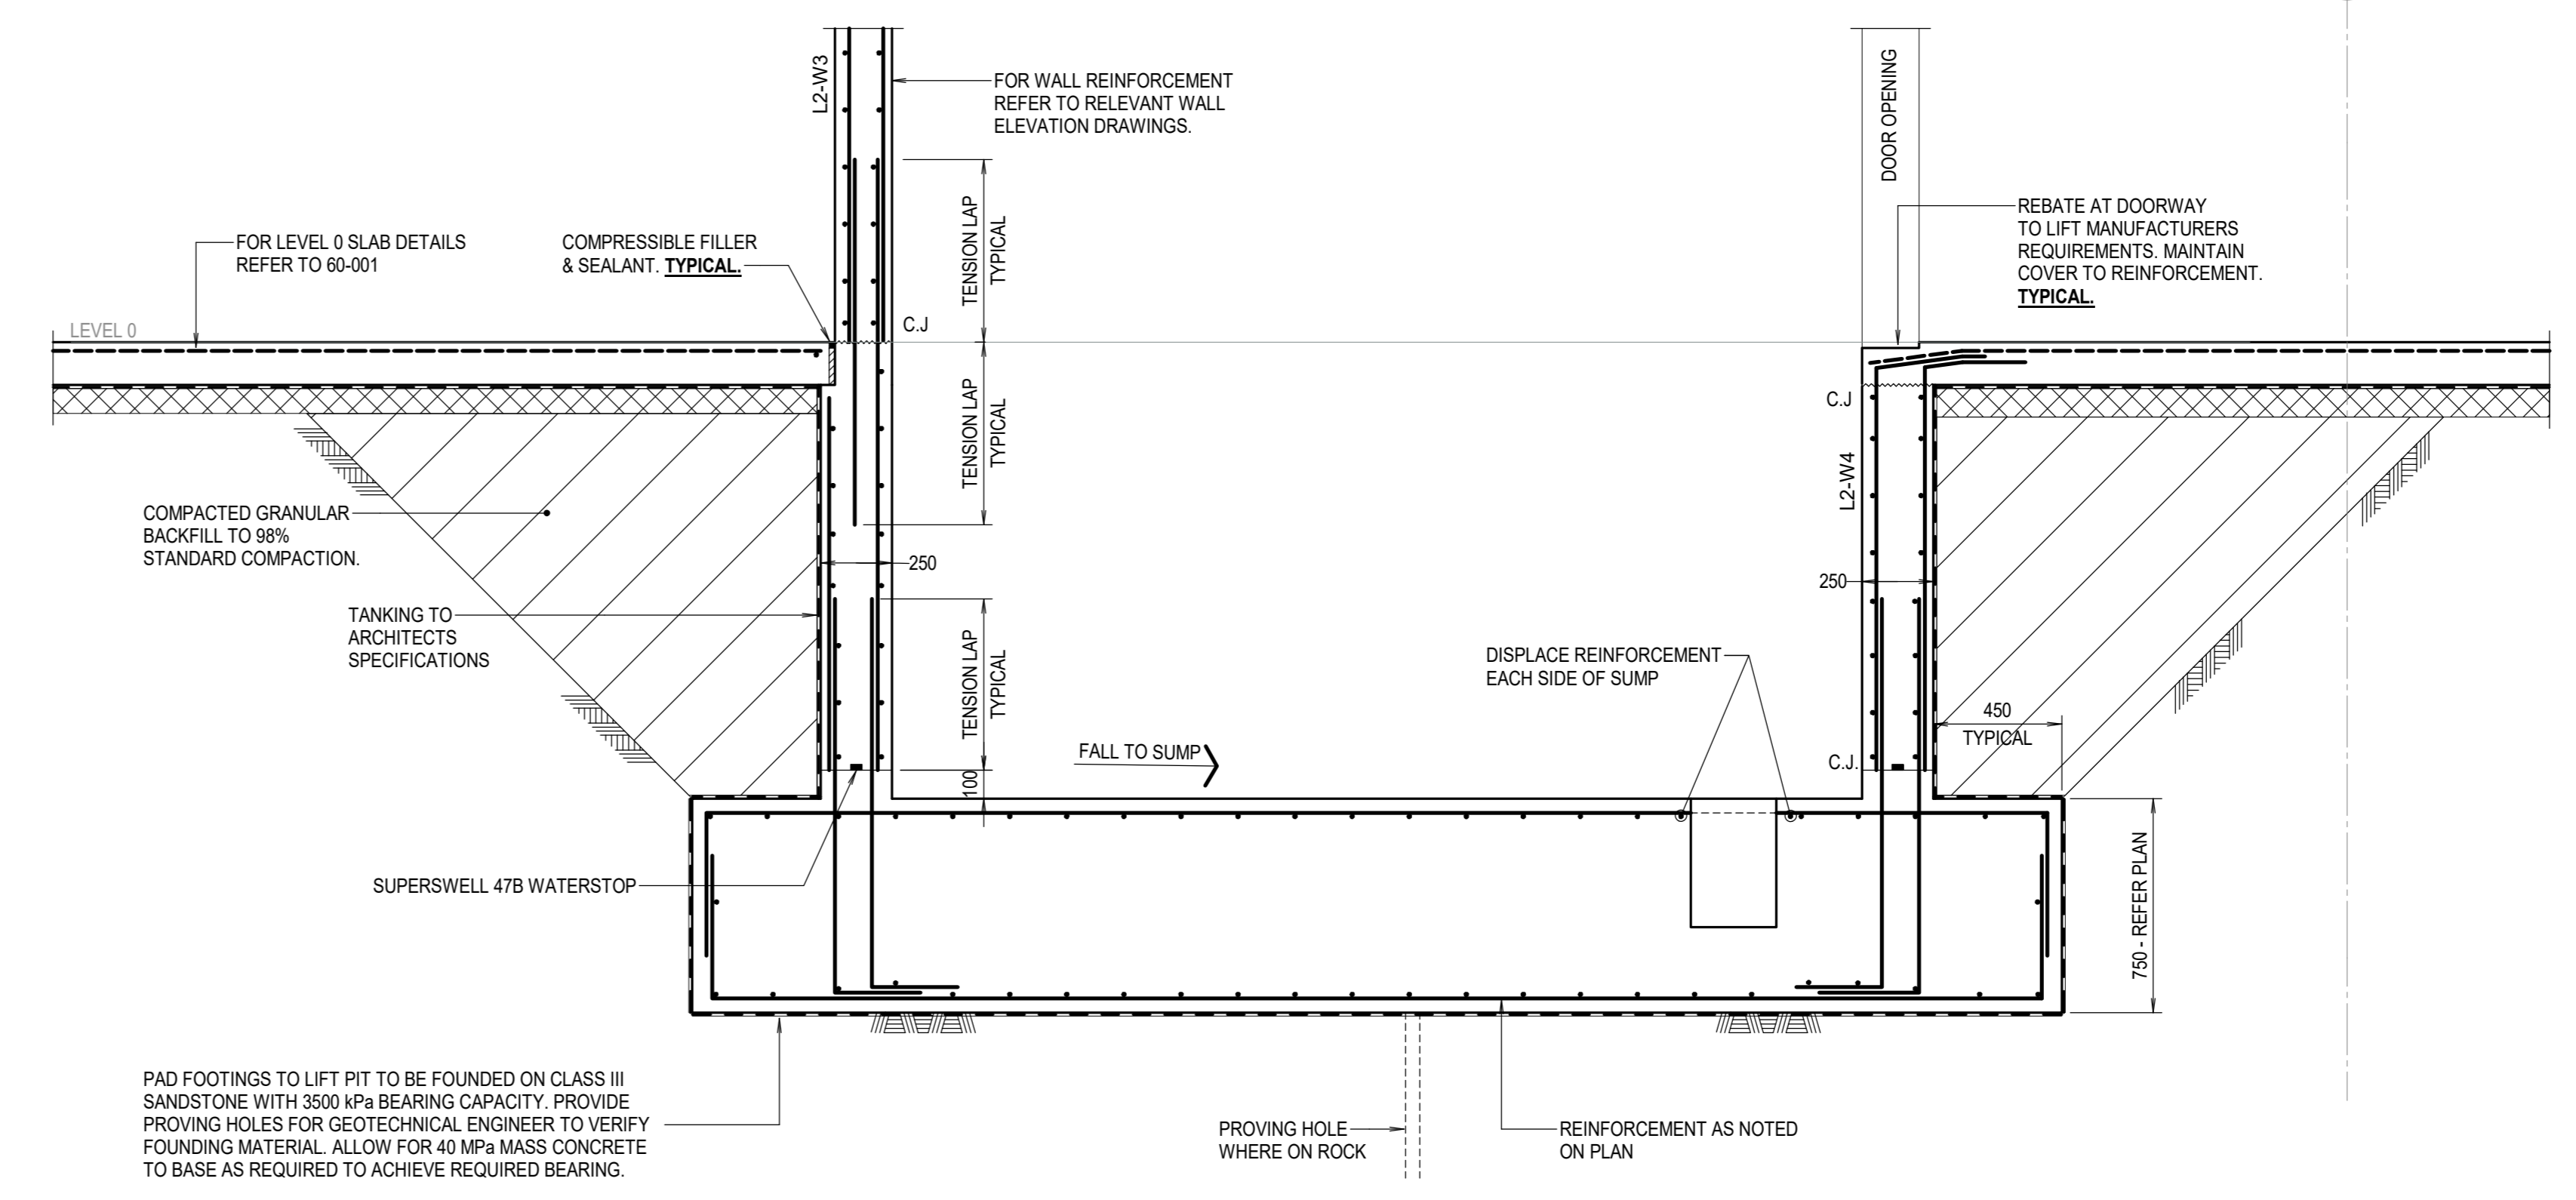 L2-W3
FOR WALL REINFORCEMENT
REFER TO RELEVANT WALL
ELEVATION DRAWINGS.
DOOR OPENING
TENSION LAP
TYPICAL
REBATE AT DOORWAY
TO LIFT MANUFACTURERS
REQUIREMENTS. MAINTAIN
COVER TO REINFORCEMENT.
TYPICAL.
FOR LEVEL 0 SLAB DETAILS
REFER TO 60-001
COMPRESSIBLE FILLER
& SEALANT. TYPICAL.
LEVEL 0
C.J
TENSION LAP
TYPICAL
C.J
L2-W4
COMPACTED GRANULAR
BACKFILL TO 98%
STANDARD COMPACTION.
250
250
TANKING TO
ARCHITECTS
SPECIFICATIONS
TENSION LAP
TYPICAL
DISPLACE REINFORCEMENT
EACH SIDE OF SUMP
450
TYPICAL
FALL TO SUMP
C.J.
100
SUPERSWELL 47B WATERSTOP
750 - REFER PLAN
PAD FOOTINGS TO LIFT PIT TO BE FOUNDED ON CLASS III
SANDSTONE WITH 3500 kPa BEARING CAPACITY. PROVIDE
PROVING HOLES FOR GEOTECHNICAL ENGINEER TO VERIFY
FOUNDING MATERIAL. ALLOW FOR 40 MPa MASS CONCRETE
TO BASE AS REQUIRED TO ACHIEVE REQUIRED BEARING.
PROVING HOLE
WHERE ON ROCK
REINFORCEMENT AS NOTED
ON PLAN